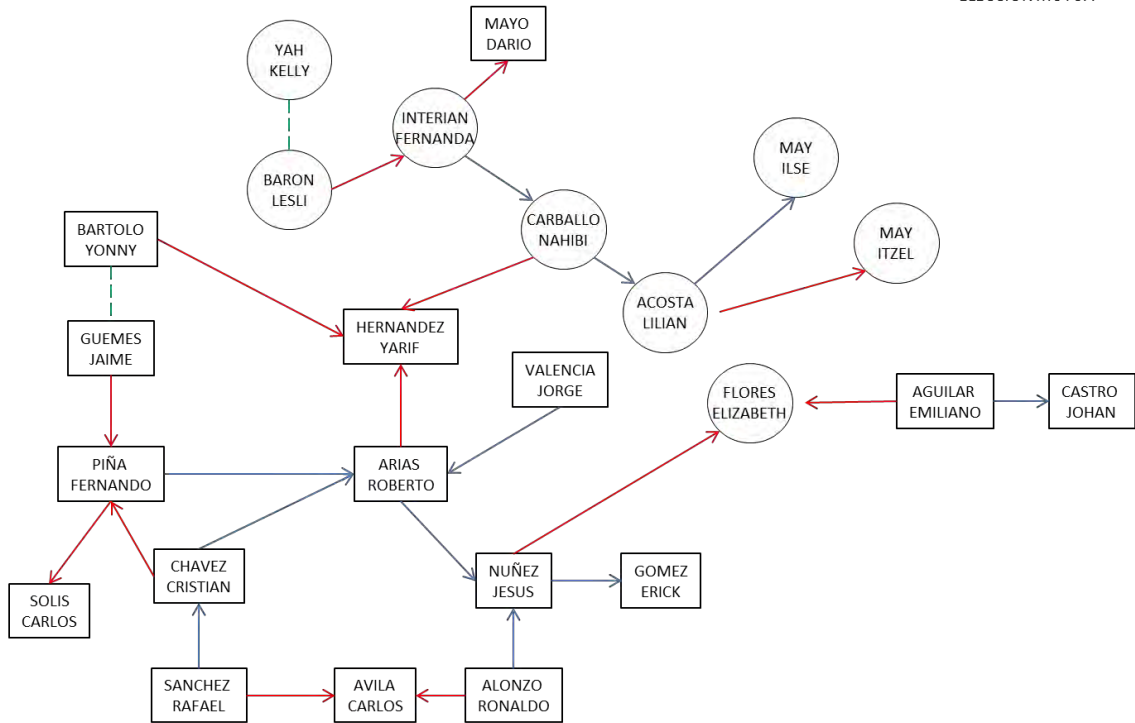 MAYO
DARIO
YAH
KELLY
INTERIAN
FERNANDA
MAY
ILSE
BARON
LESLI
CARBALLO
NAHIBI
MAY
ITZEL
BARTOLO
YONNY
ACOSTA
LILIAN
HERNANDEZ
YARIF
GUEMES
JAIME
VALENCIA
JORGE
FLORES
ELIZABETH
AGUILAR
EMILIANO
CASTRO
JOHAN
PIÑA
FERNANDO
ARIAS
ROBERTO
CHAVEZ
CRISTIAN
NUÑEZ
JESUS
GOMEZ
ERICK
SOLIS
CARLOS
SANCHEZ
RAFAEL
AVILA
CARLOS
ALONZO
RONALDO